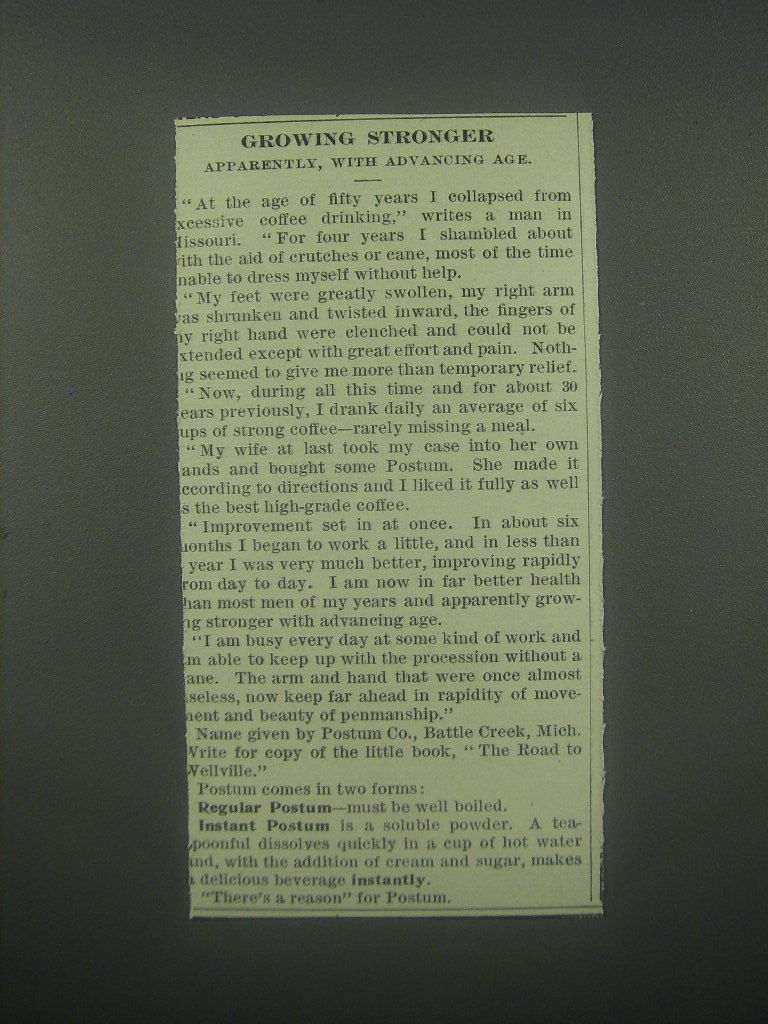 GROWING STRONGER
APPARENTLY, WITH ADVANCING AGE.
"At the age of fifty years I collapsed from
xcessive coffee drinking," writes a man in
lissouri. "For four years I shambled about
ith the aid of crutches or cane, most of the time
nable to dress myself without help.
"My feet were greatly swollen, my right arm
as shrunken and twisted inward, the fingers of
y right hand were clenched and could not be
xtended except with great effort and pain. Noth-
ig seemed to give me more than temporary relief.
"Now, during all this time and for about 30
ears previously, I drank daily an average of six
ups of strong coffee—rarely missing a meal.
"My wife at last took my case into her own
ands and bought some Postum. She made it
ccording to directions and I liked it fully as well
s the best high-grade coffee.
"Improvement set in at once. In about six
onths I began to work a little, and in less than
year I was very much better, improving rapidly
rom day to day. I am now in far better health
han most men of my years and apparently grow-
ng stronger with advancing age.
"I am busy every day at some kind of work and
m able to keep up with the procession without a
ane. The arm and hand that were once almost
seless, now keep far ahead in rapidity of move-
ent and beauty of penmanship."
Name given by Postum Co., Battle Creek, Mich.
Write for copy of the little book, "The Road to
Wellville."
Postum comes in two forms:
Regular Postum—must be well boiled.
Instant Postum is a soluble powder. A tea-
poonful dissolves quickly in a cup of hot water
and, with the addition of cream and sugar, makes
a delicious beverage instantly.
"There's a reason" for Postum.